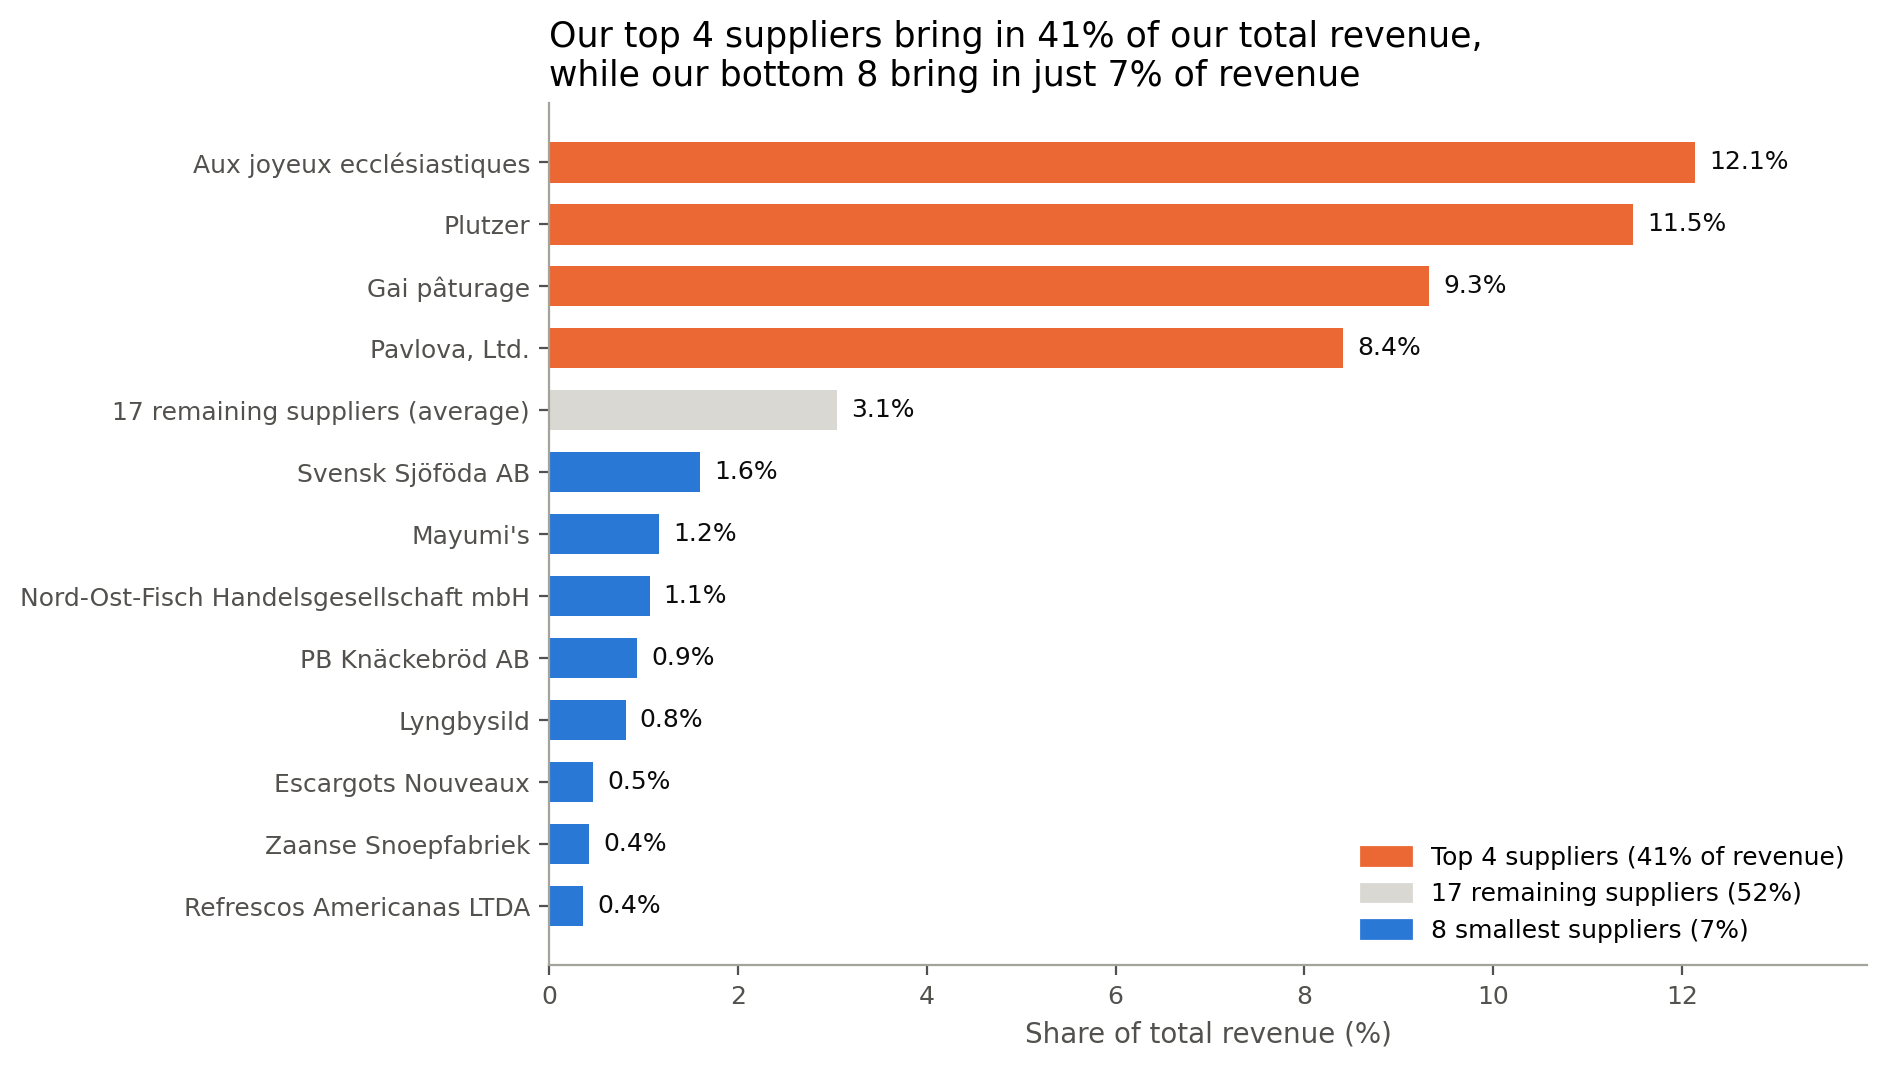 Our top 4 suppliers bring in 41% of our total revenue,
while our bottom 8 bring in just 7% of revenue
Aux joyeux ecclésiastiques
12.1%
Plutzer
11.5%
Gai pâturage
9.3%
Pavlova, Ltd.
8.4%
17 remaining suppliers (average)
3.1%
Svensk Sjöföda AB
1.6%
Mayumi's
1.2%
Nord-Ost-Fisch Handelsgesellschaft mbH
1.1%
PB Knäckebröd AB
0.9%
Lyngbysild
0.8%
Escargots Nouveaux
0.5%
Zaanse Snoepfabriek
0.4%
Refrescos Americanas LTDA
0.4%
Top 4 suppliers (41% of revenue)
17 remaining suppliers (52%)
8 smallest suppliers (7%)
0 2 4 6 8 10 12
Share of total revenue (%)